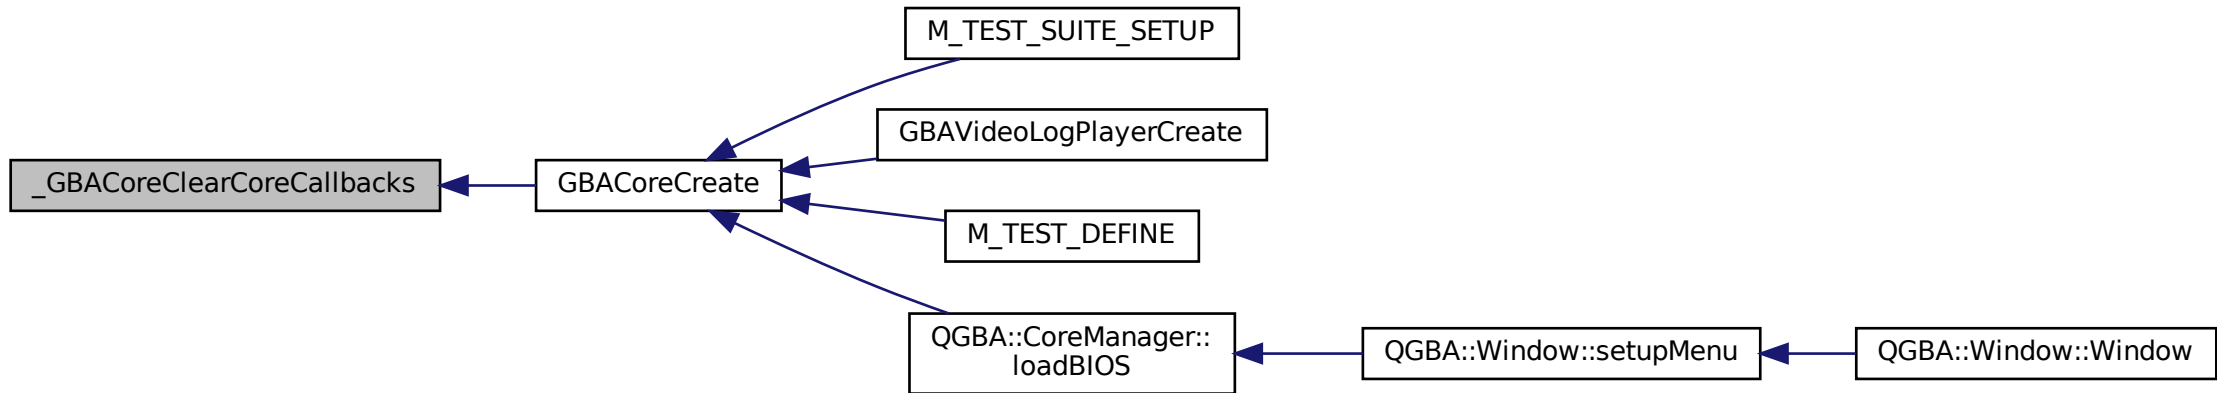 M_TEST_SUITE_SETUP
GBAVideoLogPlayerCreate
_GBACoreClearCoreCallbacks
GBACoreCreate
M_TEST_DEFINE
QGBA::CoreManager::
loadBIOS
QGBA::Window::setupMenu
QGBA::Window::Window